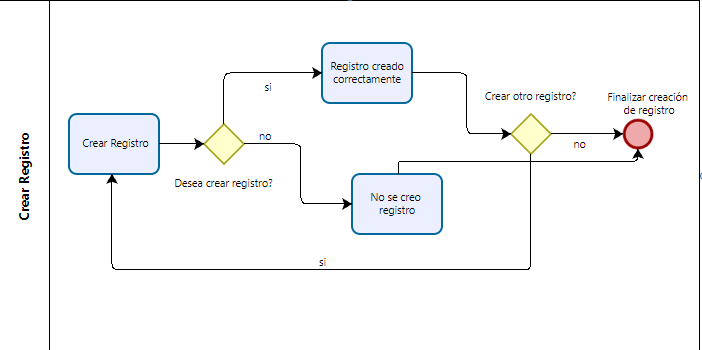 Crear Registro
Crear Registro
Desea crear registro?
si
no
Registro creado
correctamente
No se creo
registro
Crear otro registro?
no
si
Finalizar creación
de registro